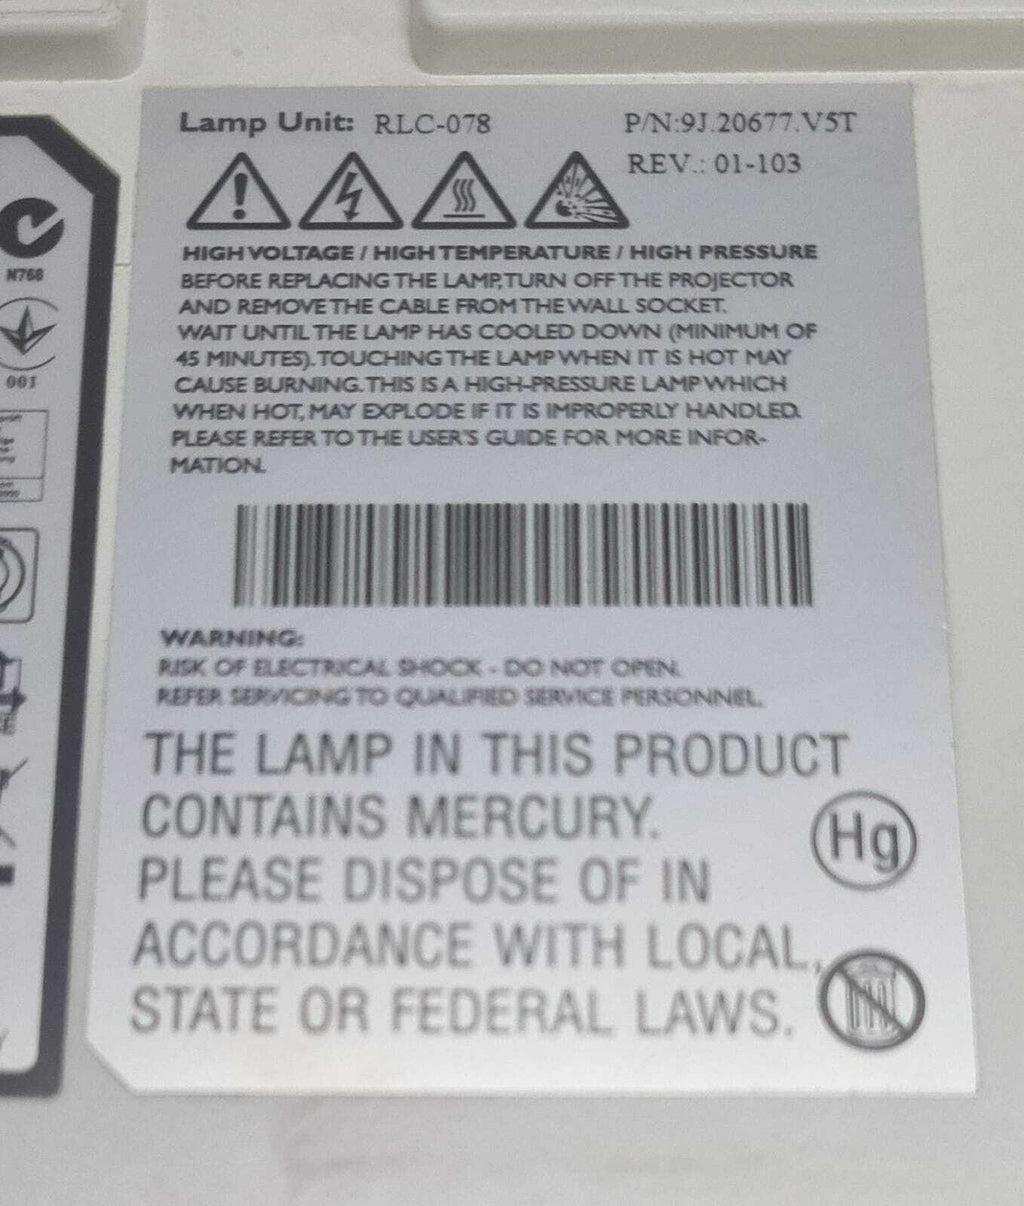 Lamp Unit: RLC-078
P/N:9J.20677.V5T
REV.: 01-103
HIGH VOLTAGE / HIGH TEMPERATURE / HIGH PRESSURE
BEFORE REPLACING THE LAMP, TURN OFF THE PROJECTOR
AND REMOVE THE CABLE FROM THE WALL SOCKET.
WAIT UNTIL THE LAMP HAS COOLED DOWN (MINIMUM OF
45 MINUTES). TOUCHING THE LAMP WHEN IT IS HOT MAY
CAUSE BURNING. THIS IS A HIGH-PRESSURE LAMP WHICH
WHEN HOT, MAY EXPLODE IF IT IS IMPROPERLY HANDLED.
PLEASE REFER TO THE USER'S GUIDE FOR MORE INFOR-
MATION.
WARNING:
RISK OF ELECTRICAL SHOCK - DO NOT OPEN.
REFER SERVICING TO QUALIFIED SERVICE PERSONNEL.
THE LAMP IN THIS PRODUCT
CONTAINS MERCURY.
PLEASE DISPOSE OF IN
ACCORDANCE WITH LOCAL,
STATE OR FEDERAL LAWS.
Hg
N768
001